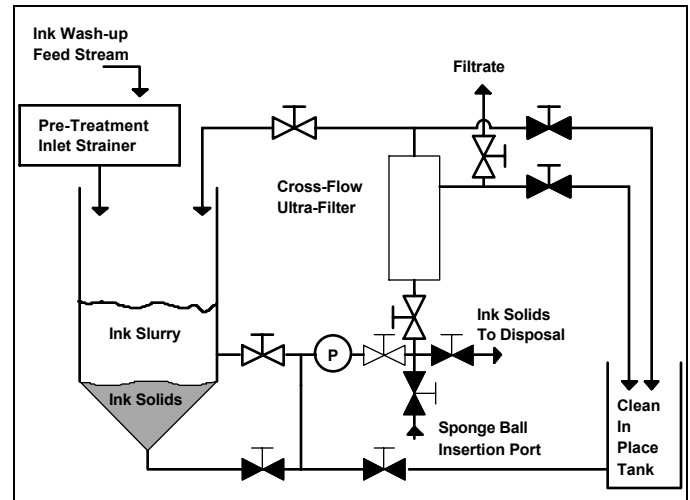 Ink Wash-up
Feed Stream
Pre-Treatment
Inlet Strainer
Filtrate
Cross-Flow
Ultra-Filter
Ink Slurry
Ink Solids
P
Ink Solids
To Disposal
Sponge Ball
Insertion Port
Clean
In
Place
Tank